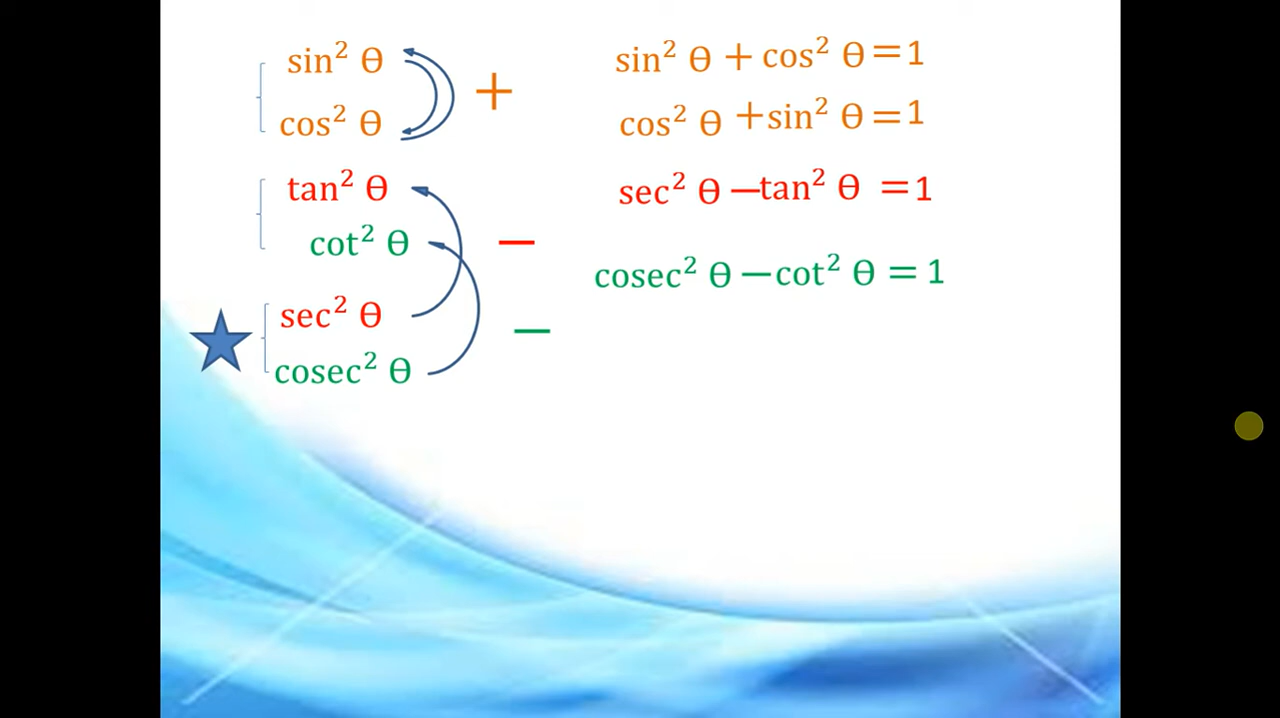 sin² θ
cos² θ
+
tan² θ
cot² θ
−
sec² θ
cosec² θ
−
sin² θ + cos² θ = 1
cos² θ + sin² θ = 1
sec² θ − tan² θ = 1
cosec² θ − cot² θ = 1